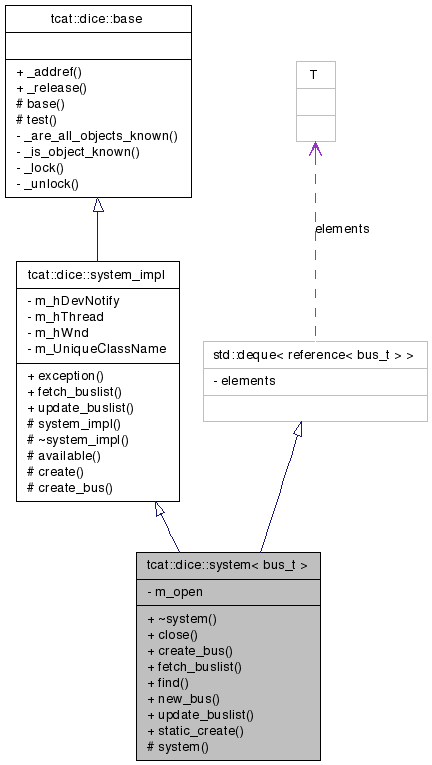 tcat::dice::base
+ _addref()
+ _release()
# base()
# test()
- _are_all_objects_known()
- _is_object_known()
- _lock()
- _unlock()
T
elements
tcat::dice::system_impl
- m_hDevNotify
- m_hThread
- m_hWnd
- m_UniqueClassName
+ exception()
+ fetch_buslist()
+ update_buslist()
# system_impl()
# ~system_impl()
# available()
# create()
# create_bus()
std::deque< reference< bus_t > >
- elements
tcat::dice::system< bus_t >
- m_open
+ ~system()
+ close()
+ create_bus()
+ fetch_buslist()
+ find()
+ new_bus()
+ update_buslist()
+ static_create()
# system()